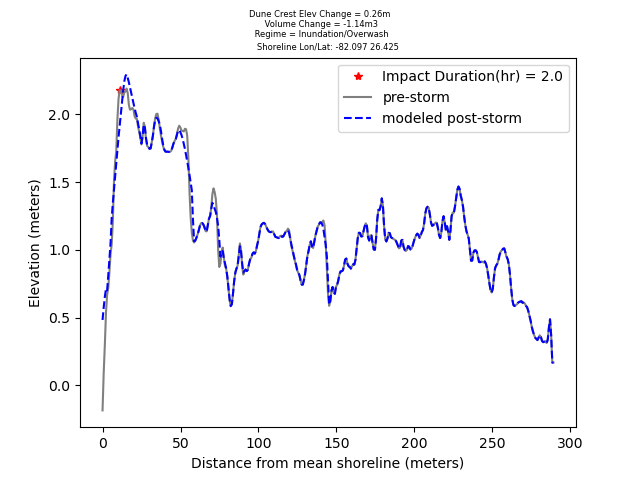 Dune Crest Elev Change = 0.26m
Volume Change = -1.14m3
Regime = Inundation/Overwash
Shoreline Lon/Lat: -82.097 26.425
Impact Duration(hr) = 2.0
pre-storm
modeled post-storm
Elevation (meters)
2.0
1.5
1.0
0.5
0.0
0
50
100
150
200
250
300
Distance from mean shoreline (meters)